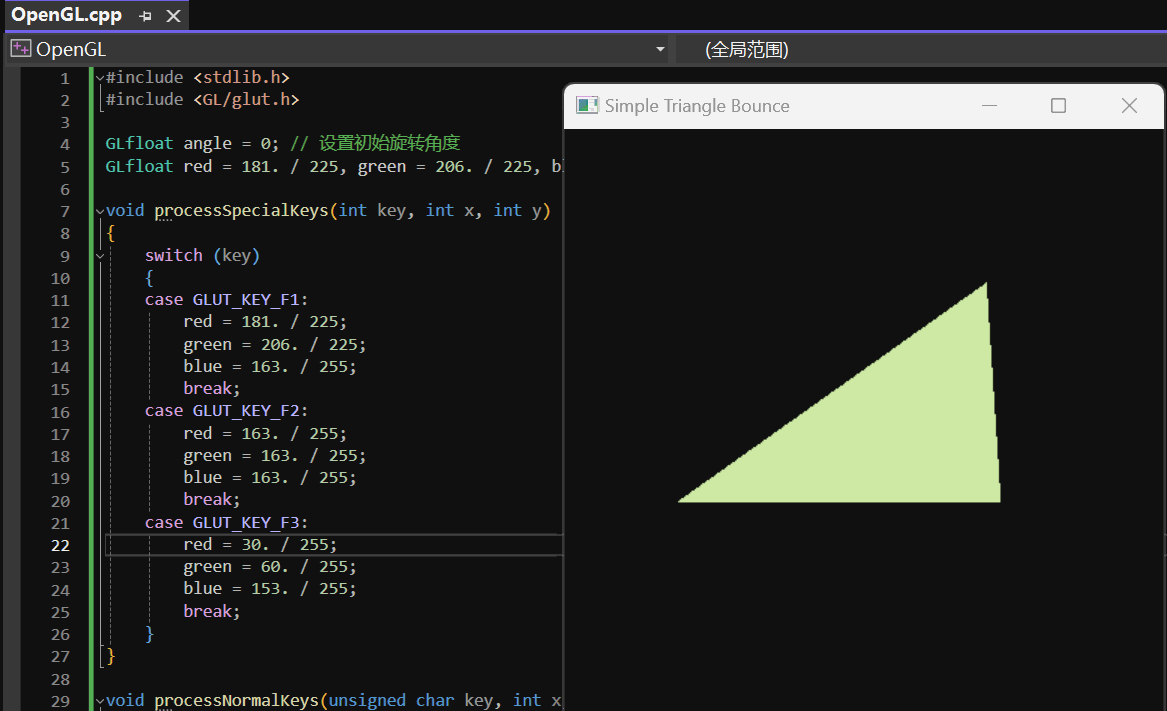 OpenGL.cpp
OpenGL
(全局范围)
Simple Triangle Bounce
1 #include <stdlib.h>
2 #include <GL/glut.h>
3
4 GLfloat angle = 0; // 设置初始旋转角度
5 GLfloat red = 181. / 225, green = 206. / 225, bl
6
7 void processSpecialKeys(int key, int x, int y)
8 {
9 switch (key)
10 {
11 case GLUT_KEY_F1:
12 red = 181. / 225;
13 green = 206. / 225;
14 blue = 163. / 255;
15 break;
16 case GLUT_KEY_F2:
17 red = 163. / 255;
18 green = 163. / 255;
19 blue = 163. / 255;
20 break;
21 case GLUT_KEY_F3:
22 red = 30. / 255;
23 green = 60. / 255;
24 blue = 153. / 255;
25 break;
26 }
27 }
28
29 void processNormalKeys(unsigned char key, int x